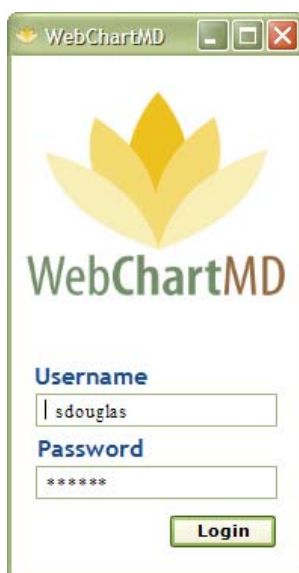 WebChartMD
WebChartMD
Username
sdouglas
Password
******
Login